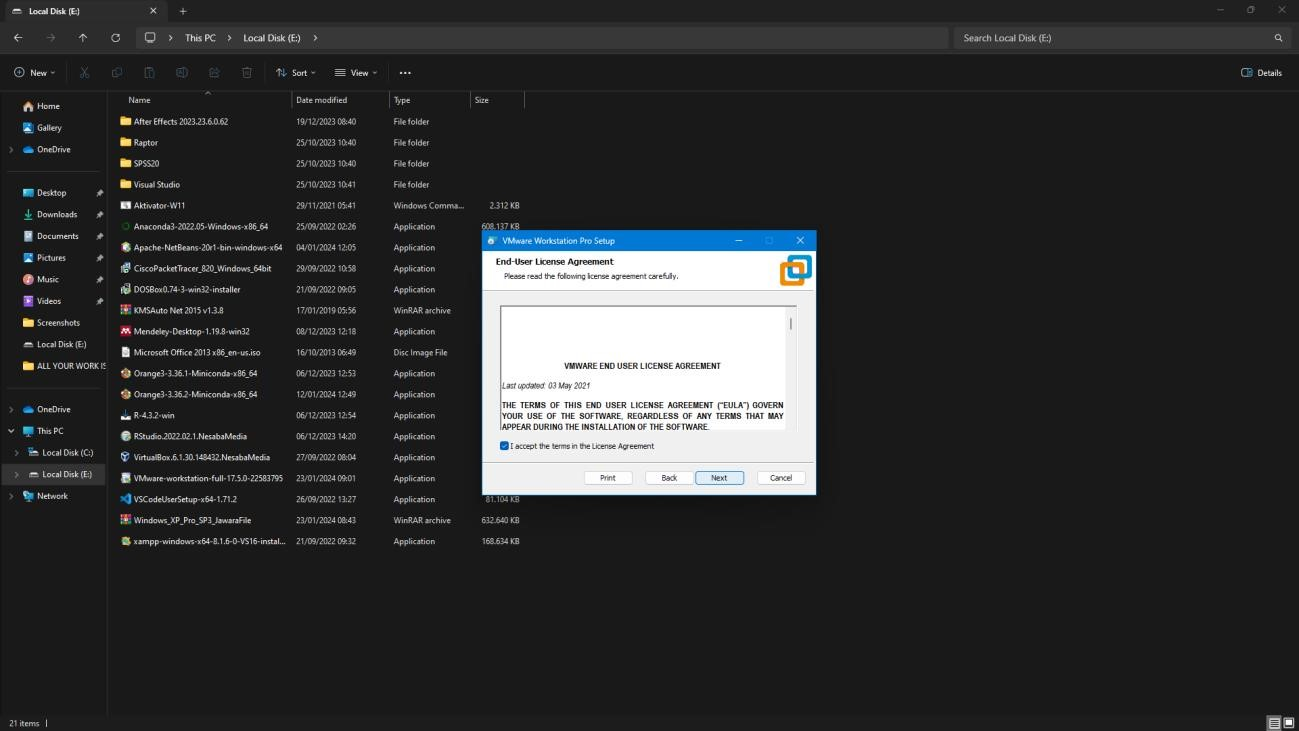 Local Disk (E:)
This PC
Local Disk (E:)
Search Local Disk (E:)
New
Sort
View
Details
Home
Gallery
OneDrive
Desktop
Downloads
Documents
Pictures
Music
Videos
Screenshots
Local Disk (E:)
ALL YOUR WORK IS
OneDrive
This PC
Local Disk (C:)
Local Disk (E:)
Network
Name Date modified Type Size
After Effects 2023.23.6.0.62 19/12/2023 08:40 File folder
Raptor 25/10/2023 10:40 File folder
SPSS20 25/10/2023 10:40 File folder
Visual Studio 25/10/2023 10:41 File folder
Aktivator-W11 29/11/2021 05:41 Windows Comma... 2.312 KB
Anaconda3-2022.05-Windows-x86_64 25/09/2022 02:26 Application 608.137 KB
Apache-NetBeans-20r1-bin-windows-x64 04/01/2024 12:05 Application
CiscoPacketTracer_820_Windows_64bit 29/09/2022 10:58 Application
DOSBox0.74-3-win32-installer 21/09/2022 09:05 Application
KMSAuto Net 2015 v1.3.8 17/01/2019 05:56 WinRAR archive
Mendeley-Desktop-1.19.8-win32 08/12/2023 12:18 Application
Microsoft Office 2013 x86_en-us.iso 16/10/2013 06:49 Disc Image File
Orange3-3.36.1-Miniconda-x86_64 06/12/2023 12:53 Application
Orange3-3.36.2-Miniconda-x86_64 12/01/2024 12:49 Application
R-4.3.2-win 06/12/2023 12:54 Application
RStudio.2022.02.1.NesabaMedia 06/12/2023 14:20 Application
VirtualBox.6.1.30.148432.NesabaMedia 27/09/2022 08:04 Application
VMware-workstation-full-17.5.0-22583795 23/01/2024 09:01 Application
VSCodeUserSetup-x64-1.71.2 26/09/2022 13:27 Application 81.104 KB
Windows_XP_Pro_SP3_JawaraFile 23/01/2024 08:43 WinRAR archive 632.640 KB
xampp-windows-x64-8.1.6-0-VS16-instal... 21/09/2022 09:32 Application 168.634 KB
VMware Workstation Pro Setup
End-User License Agreement
Please read the following license agreement carefully.
VMWARE END USER LICENSE AGREEMENT
Last updated: 03 May 2021
THE TERMS OF THIS END USER LICENSE AGREEMENT (“EULA”) GOVERN
YOUR USE OF THE SOFTWARE, REGARDLESS OF ANY TERMS THAT MAY
APPEAR DURING THE INSTALLATION OF THE SOFTWARE.
I accept the terms in the License Agreement
Print Back Next Cancel
21 items